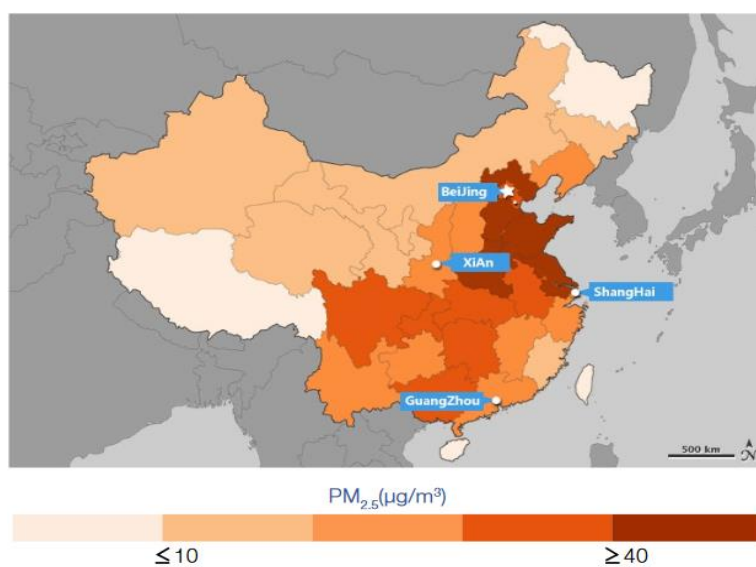 BeiJing
XiAn
ShangHai
GuangZhou
500 km
N
PM2.5(μg/m³)
≤10
≥40